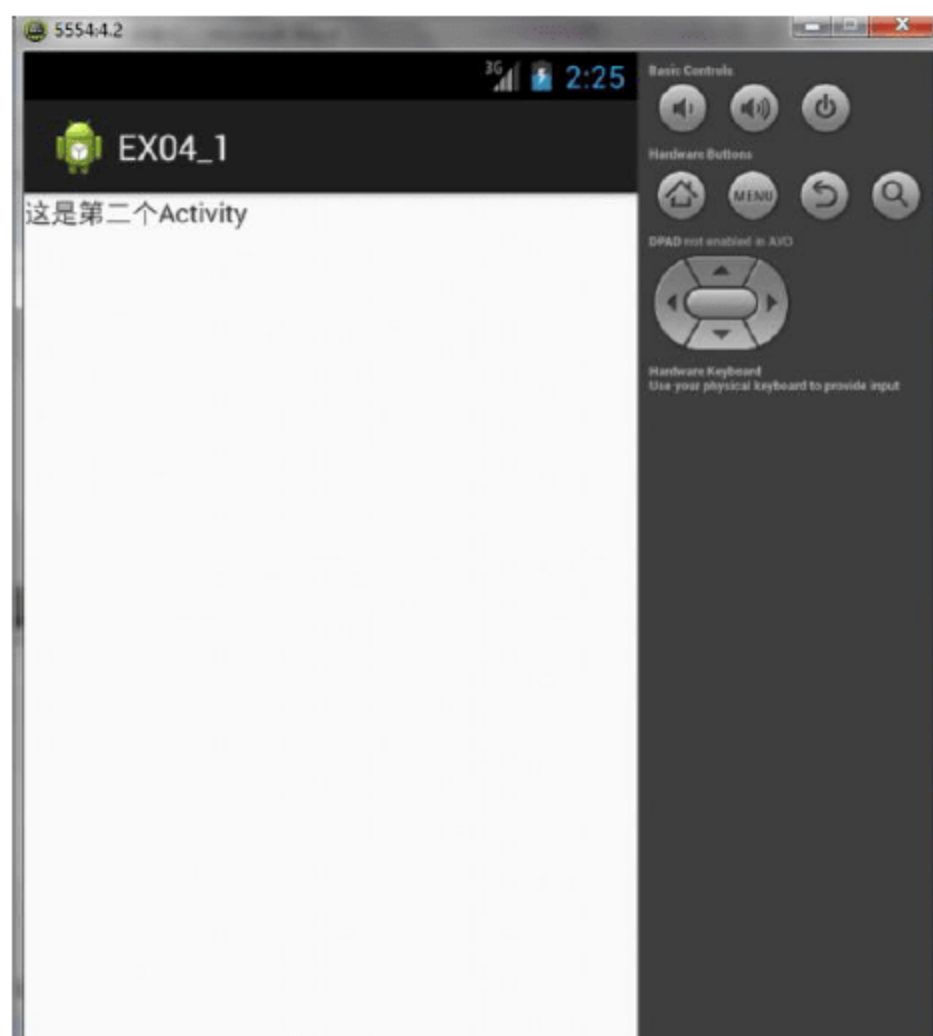 5554:4.2
3G 2:25
EX04_1
这是第二个Activity
Basic Controls
Hardware Buttons
MENU
DPAD not enabled in AVD
Hardware Keyboard
Use your physical keyboard to provide input